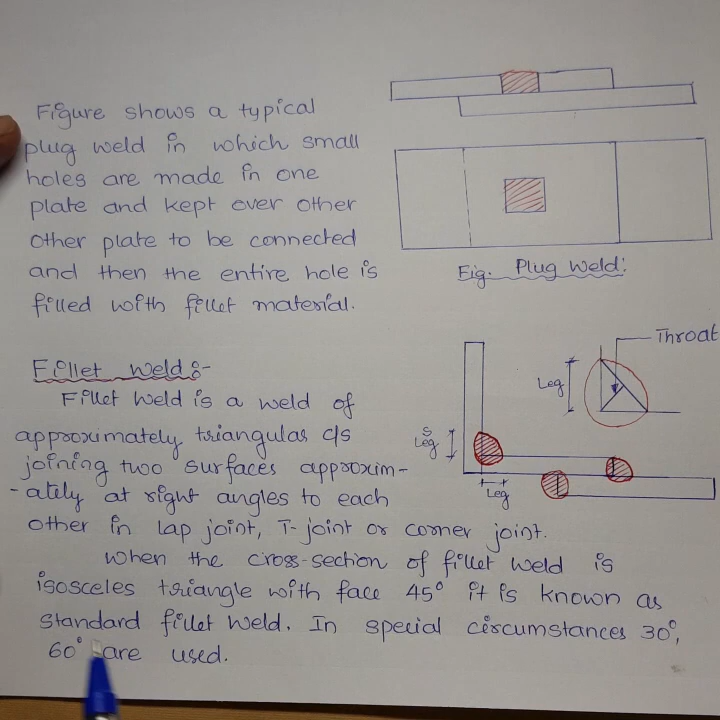 Figure shows a typical
plug weld in which small
holes are made in one
plate and kept over other
other plate to be connected
and then the entire hole is
filled with fillet material.
Fig. Plug Weld:
Fillet weld:-
Fillet weld is a weld of
approximately triangular c/s
joining two surfaces approxim-
-ately at right angles to each
other in lap joint, T-joint or corner joint.
When the cross-section of fillet weld is
isosceles triangle with face 45° it is known as
standard fillet weld. In special circumstances 30°,
60° are used.
Throat
Leg
S
Leg
Leg